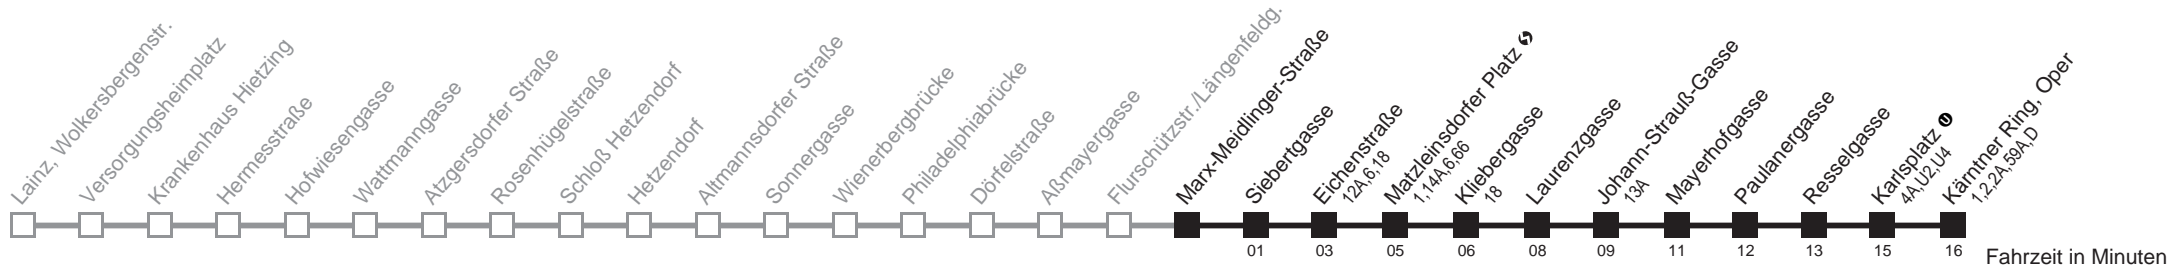 Lainz, Wolkersbergenstr.
Versorgungsheimplatz
Krankenhaus Hietzing
Hermesstraße
Hofwiesengasse
Wattmanngasse
Atzgersdorfer Straße
Rosenhügelstraße
Schloß Hetzendorf
Hetzendorf
Altmannsdorfer Straße
Sonnergasse
Wienerbergbrücke
Philadelphiabrücke
Dörfelstraße
Aßmayergasse
Flurschützstr./Längenfeldg.
Marx-Meidlinger-Straße
Siebertgasse
01
Eichenstraße
12A,6,18
03
Matzleinsdorfer Platz
1,14A,6,66
05
Kliebergasse
18
06
Laurenzgasse
08
Johann-Strauß-Gasse
13A
09
Mayerhofgasse
11
Paulanergasse
12
Resselgasse
13
Karlsplatz U
4A,U2,U4
15
Kärntner Ring, Oper
1,2,2A,59A,D
16
Fahrzeit in Minuten